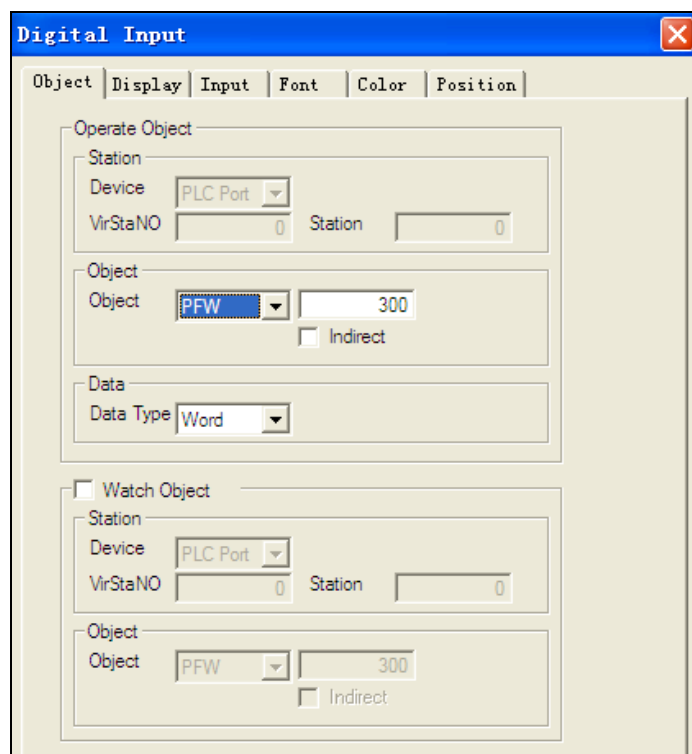 Digital Input
Object Display Input Font Color Position
Operate Object
Station
Device PLC Port
VirStaNO 0 Station 0
Object
Object PFW 300
Indirect
Data
Data Type Word
Watch Object
Station
Device PLC Port
VirStaNO 0 Station 0
Object
Object PFW 300
Indirect